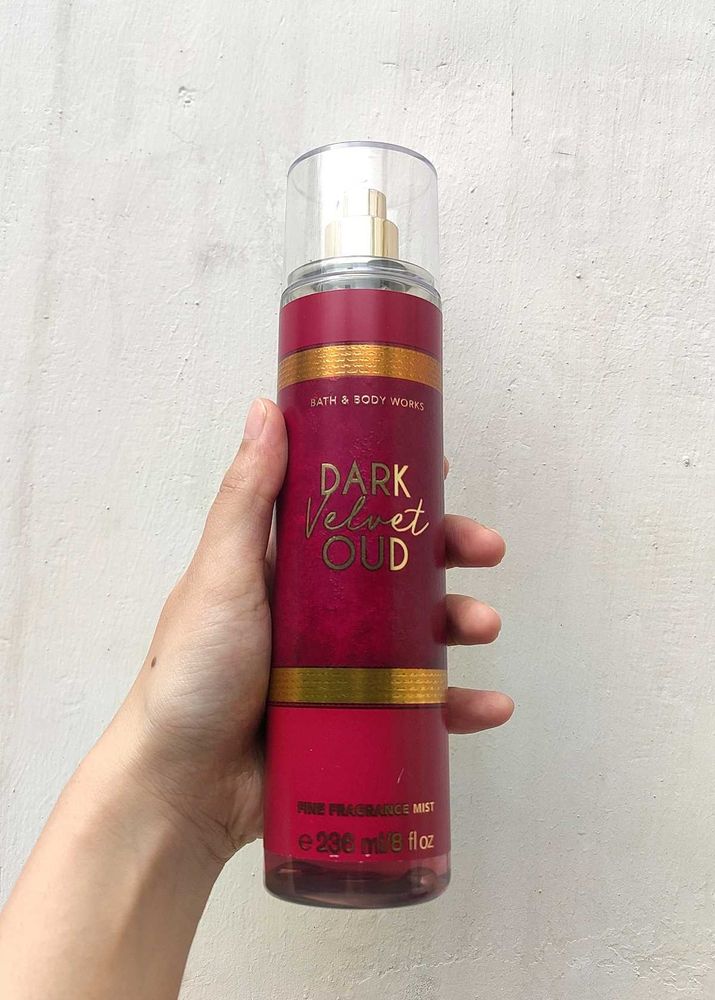 BATH & BODY WORKS
DARK
Velvet
OUD
FINE FRAGRANCE MIST
e 236 ml/8 fl oz